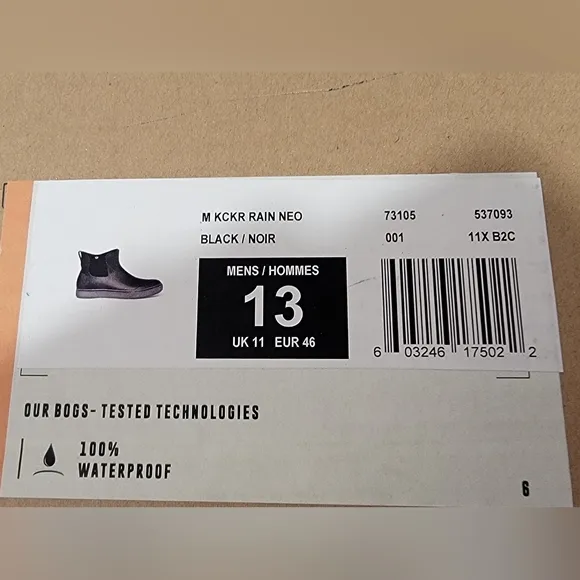 M KCKR RAIN NEO 73105 537093
BLACK / NOIR 001 11X B2C
MENS / HOMMES
13
UK 11 EUR 46
6 03246 17502 2
OUR BOGS-TESTED TECHNOLOGIES
100%
WATERPROOF
6